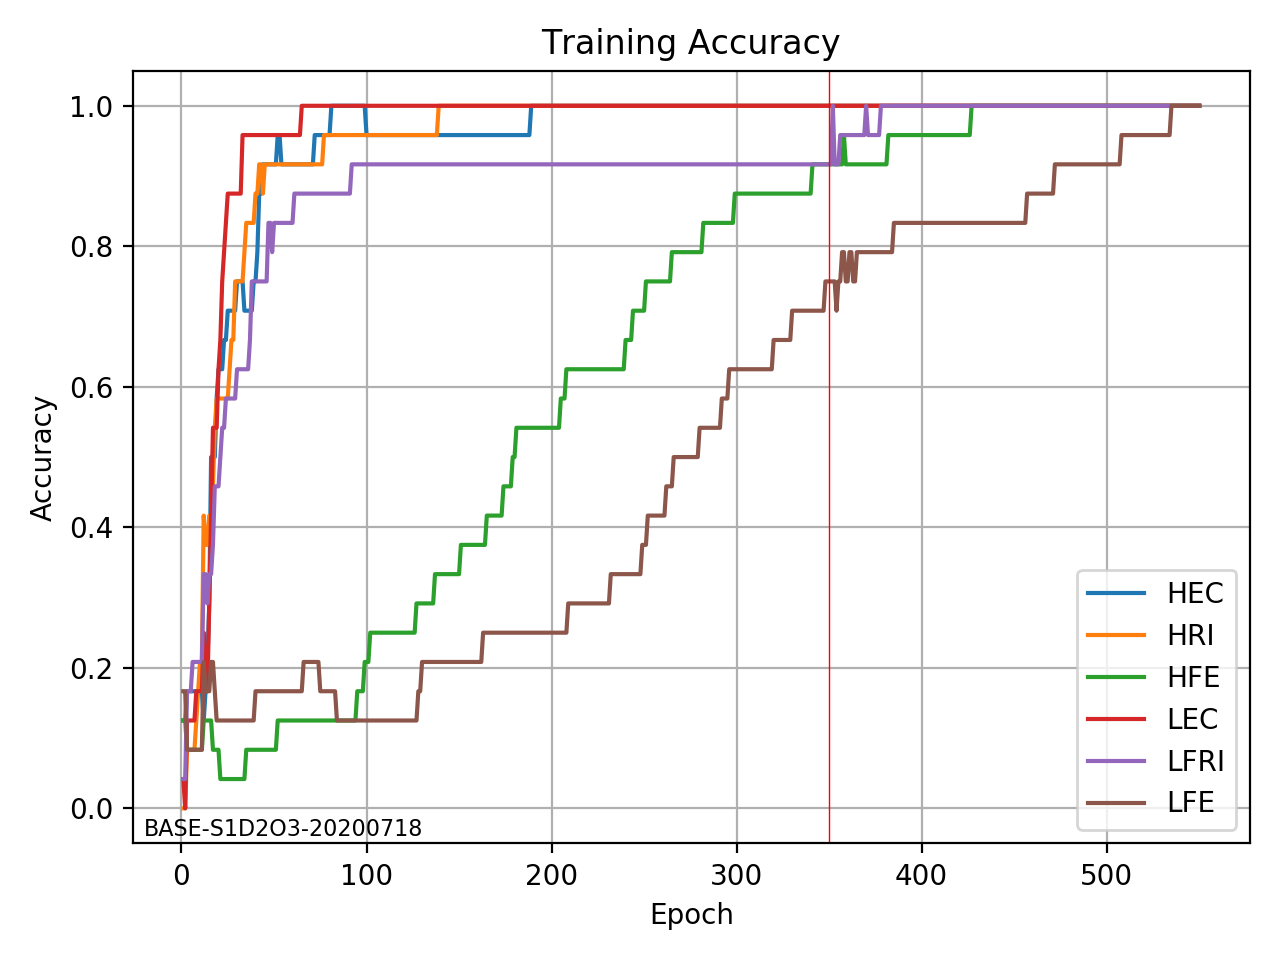 Training Accuracy
1.0
0.8
0.6
0.4
0.2
0.0
Accuracy
HEC
HRI
HFE
LEC
LFRI
LFE
BASE-S1D2O3-20200718
0 100 200 300 400 500
Epoch